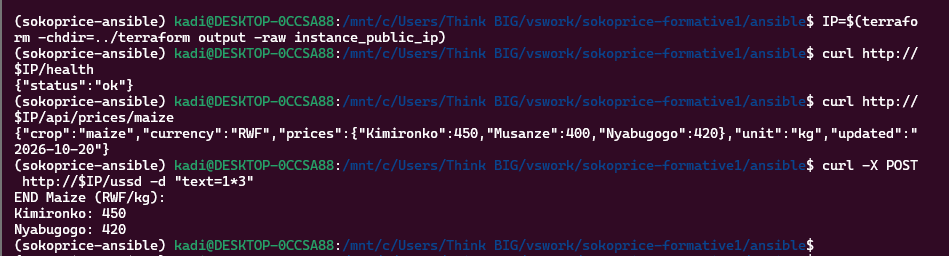 (sokoprice-ansible) kadi@DESKTOP-0CCSA88:/mnt/c/Users/Think BIG/vswork/sokoprice-formative1/ansible$ IP=$(terrafo
rm -chdir=../terraform output -raw instance_public_ip)
(sokoprice-ansible) kadi@DESKTOP-0CCSA88:/mnt/c/Users/Think BIG/vswork/sokoprice-formative1/ansible$ curl http://
$IP/health
{"status":"ok"}
(sokoprice-ansible) kadi@DESKTOP-0CCSA88:/mnt/c/Users/Think BIG/vswork/sokoprice-formative1/ansible$ curl http://
$IP/api/prices/maize
{"crop":"maize","currency":"RWF","prices":{"Kimironko":450,"Musanze":400,"Nyabugogo":420},"unit":"kg","updated":"
2026-10-20"}
(sokoprice-ansible) kadi@DESKTOP-0CCSA88:/mnt/c/Users/Think BIG/vswork/sokoprice-formative1/ansible$ curl -X POST
 http://$IP/ussd -d "text=1*3"
END Maize (RWF/kg):
Kimironko: 450
Nyabugogo: 420
(sokoprice-ansible) kadi@DESKTOP-0CCSA88:/mnt/c/Users/Think BIG/vswork/sokoprice-formative1/ansible$